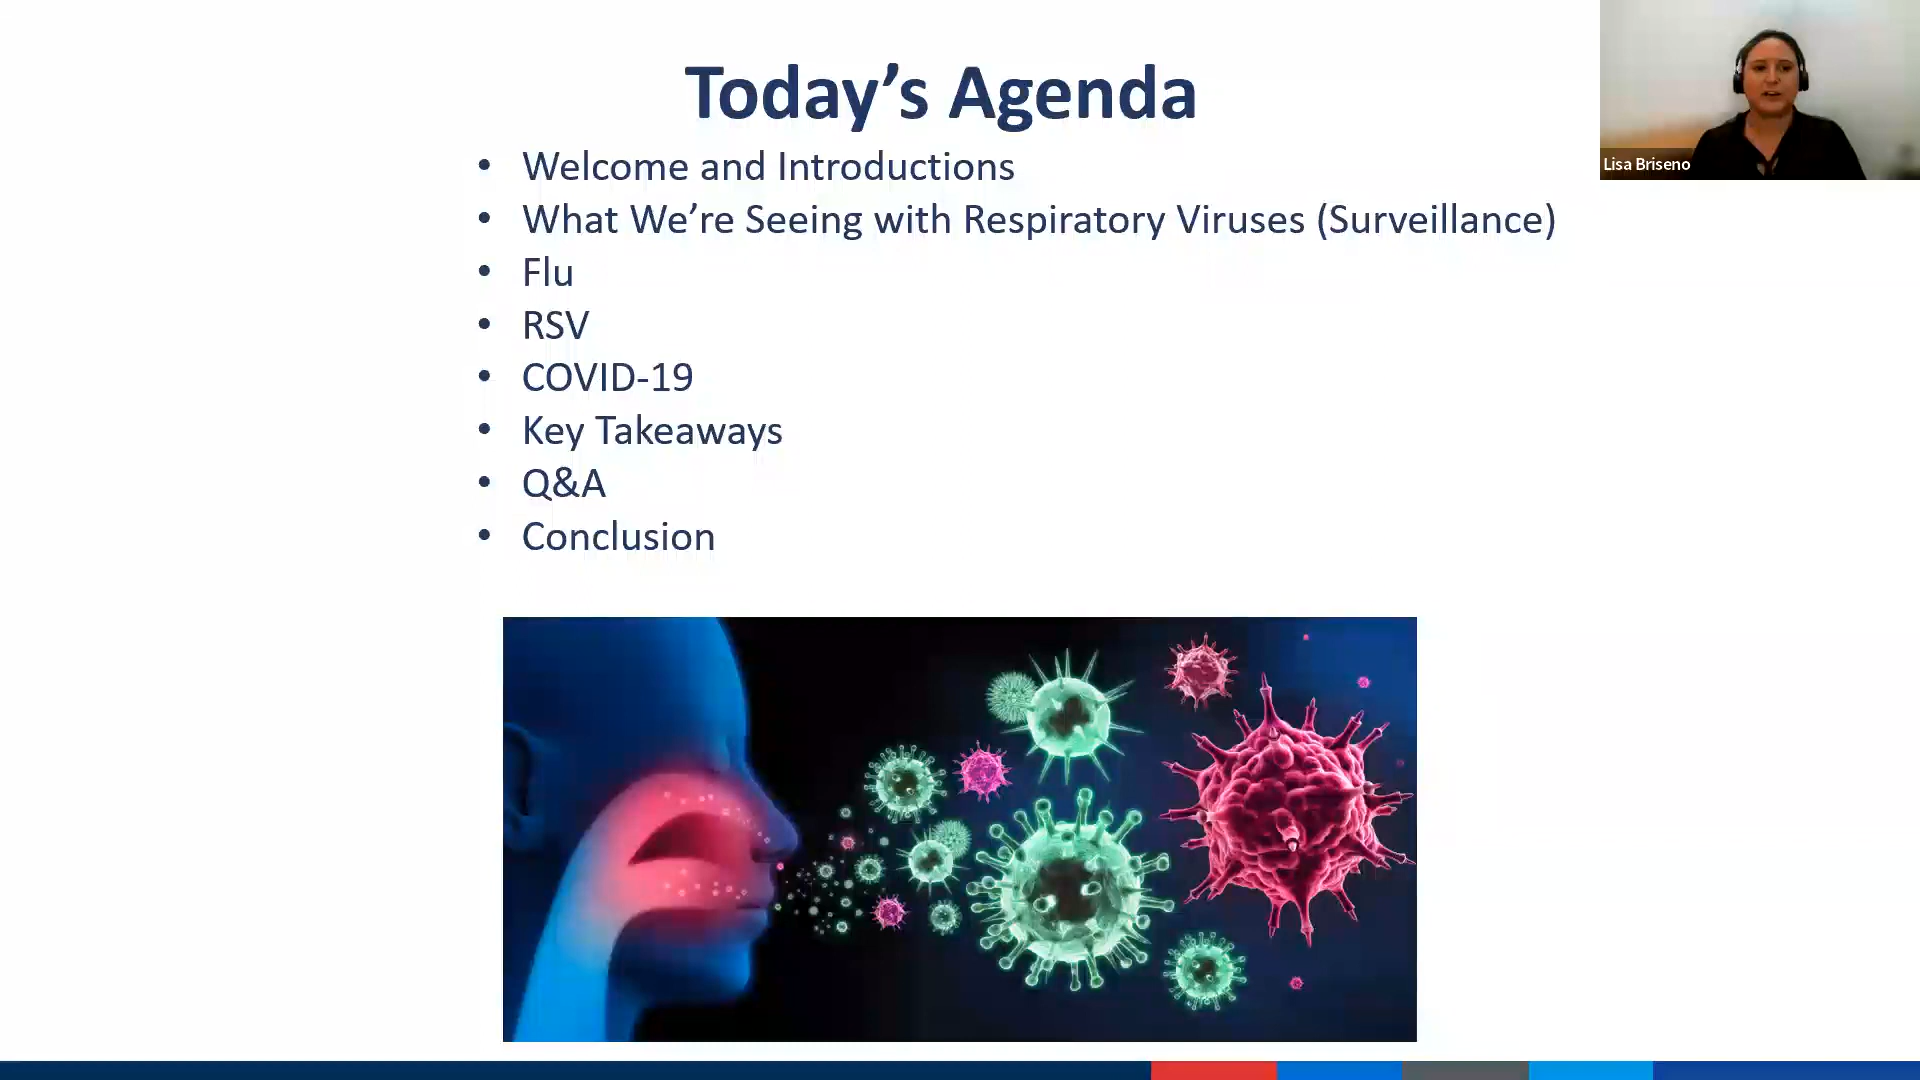 Today’s Agenda
• Welcome and Introductions
• What We’re Seeing with Respiratory Viruses (Surveillance)
• Flu
• RSV
• COVID-19
• Key Takeaways
• Q&A
• Conclusion
Lisa Briseno